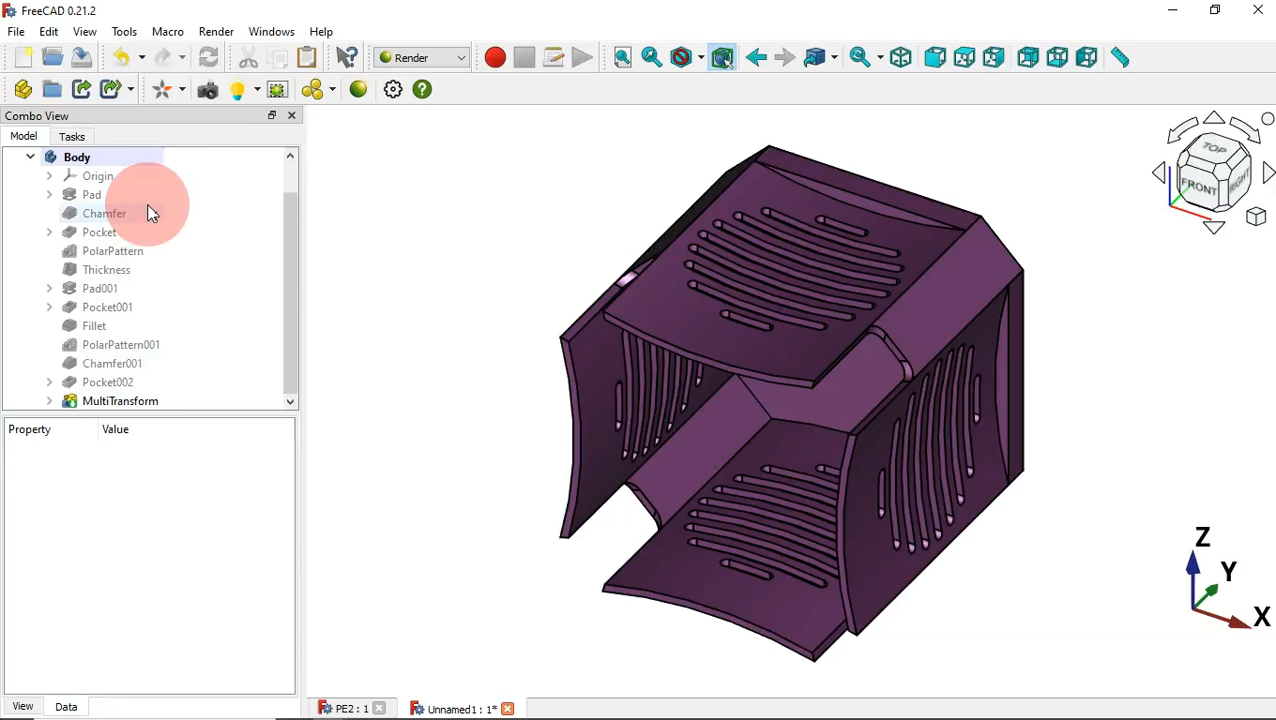 FreeCAD 0.21.2
File Edit View Tools Macro Render Windows Help
Render
Combo View
Model Tasks
Body
Origin
Pad
Chamfer
Pocket
PolarPattern
Thickness
Pad001
Pocket001
Fillet
PolarPattern001
Chamfer001
Pocket002
MultiTransform
Property Value
TOP
FRONT
RIGHT
Z
Y
X
View Data
PE2 : 1
Unnamed1 : 1*